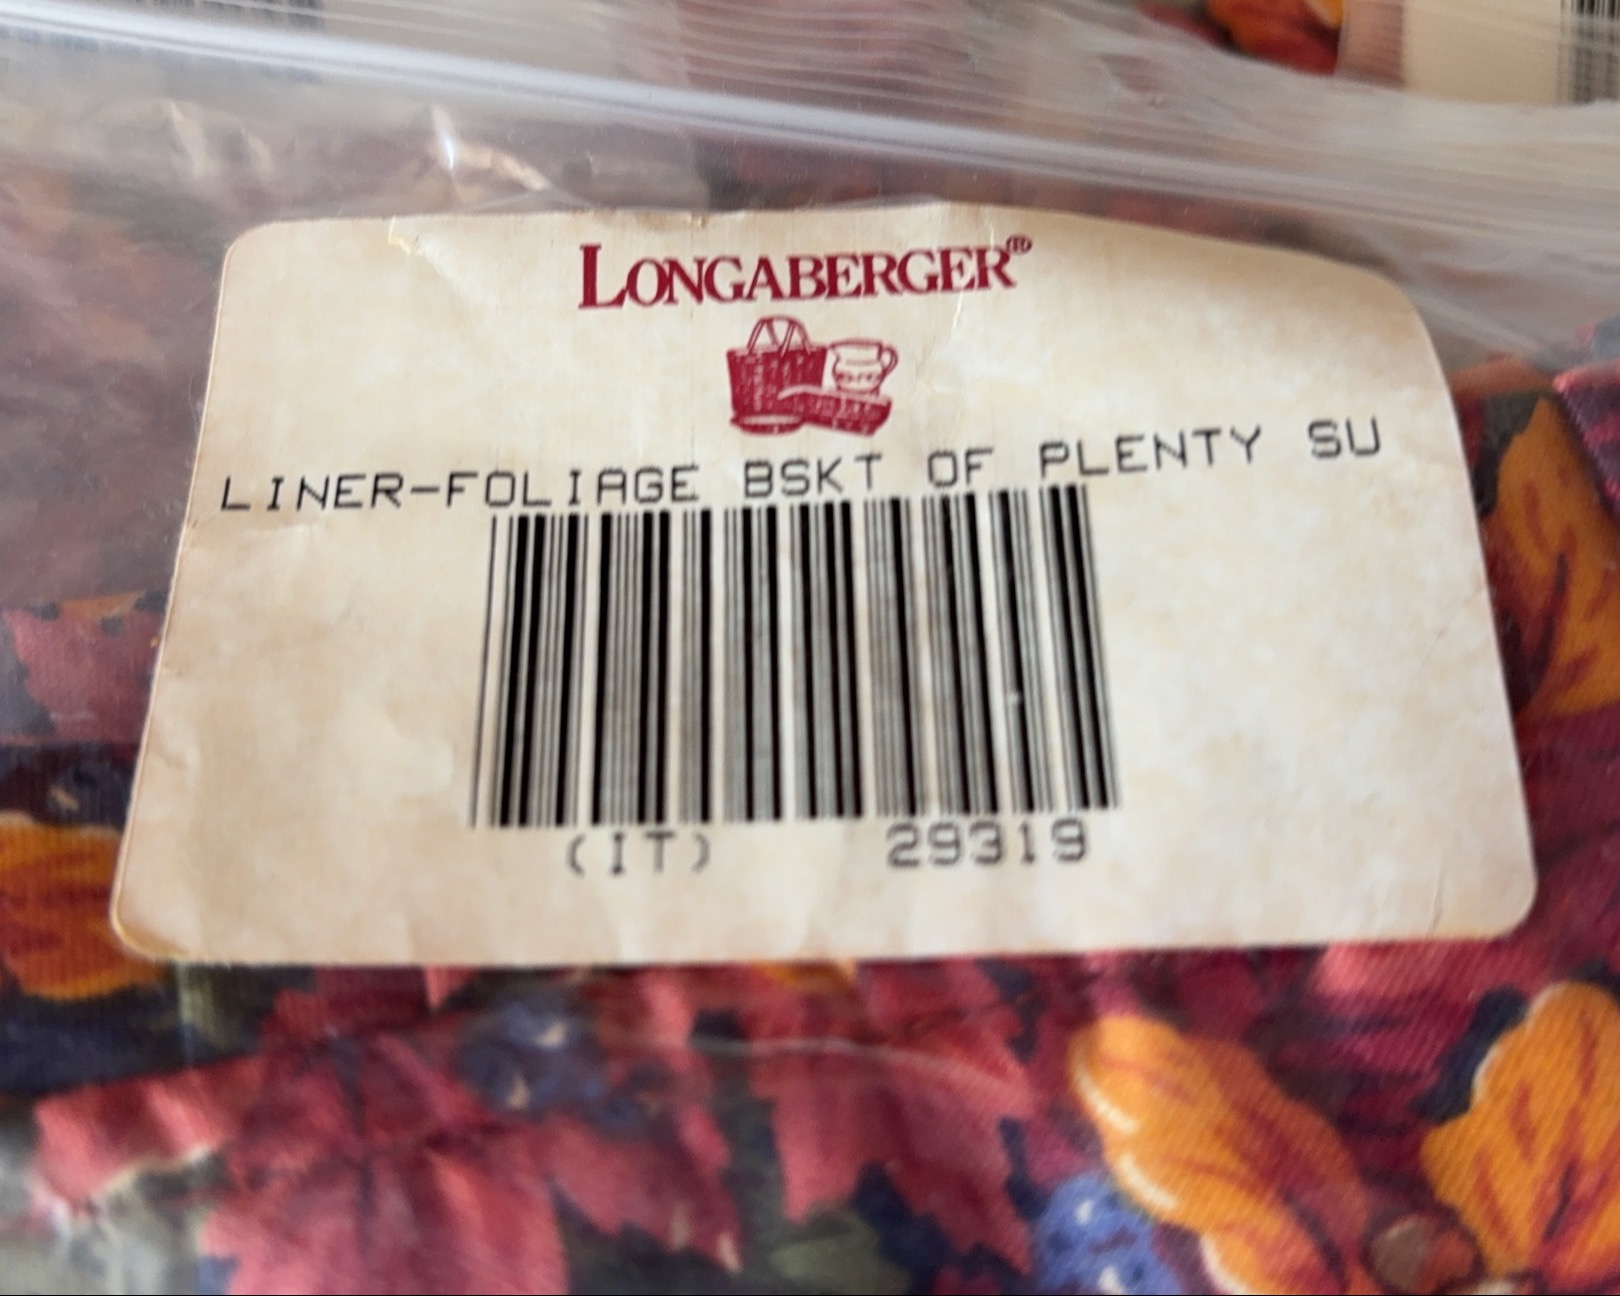 LONGABERGER®
LINER-FOLIAGE BSKT OF PLENTY SU
(IT) 29319